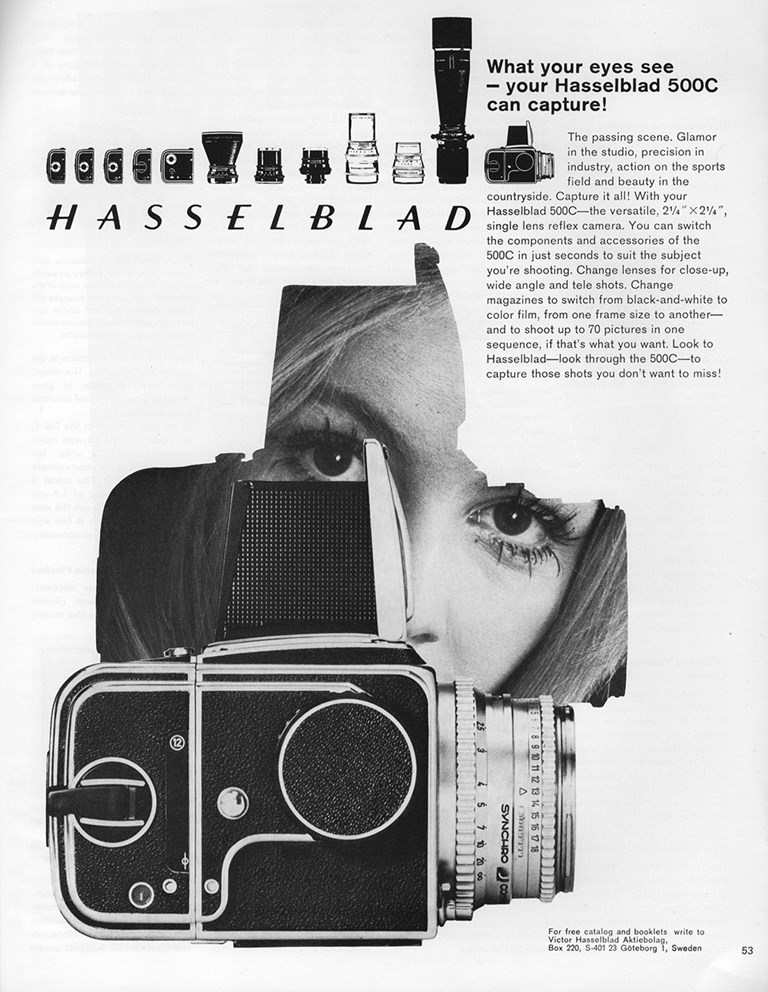 What your eyes see
– your Hasselblad 500C
can capture!
The passing scene. Glamor
in the studio, precision in
industry, action on the sports
field and beauty in the
countryside. Capture it all! With your
Hasselblad 500C—the versatile, 2¼″×2¼″,
single lens reflex camera. You can switch
the components and accessories of the
500C in just seconds to suit the subject
you're shooting. Change lenses for close-up,
wide angle and tele shots. Change
magazines to switch from black-and-white to
color film, from one frame size to another—
and to shoot up to 70 pictures in one
sequence, if that's what you want. Look to
Hasselblad—look through the 500C—to
capture those shots you don't want to miss!
HASSELBLAD
12
SYNCHRO
For free catalog and booklets write to
Victor Hasselblad Aktiebolag,
Box 220, S-401 23 Göteborg 1, Sweden
53